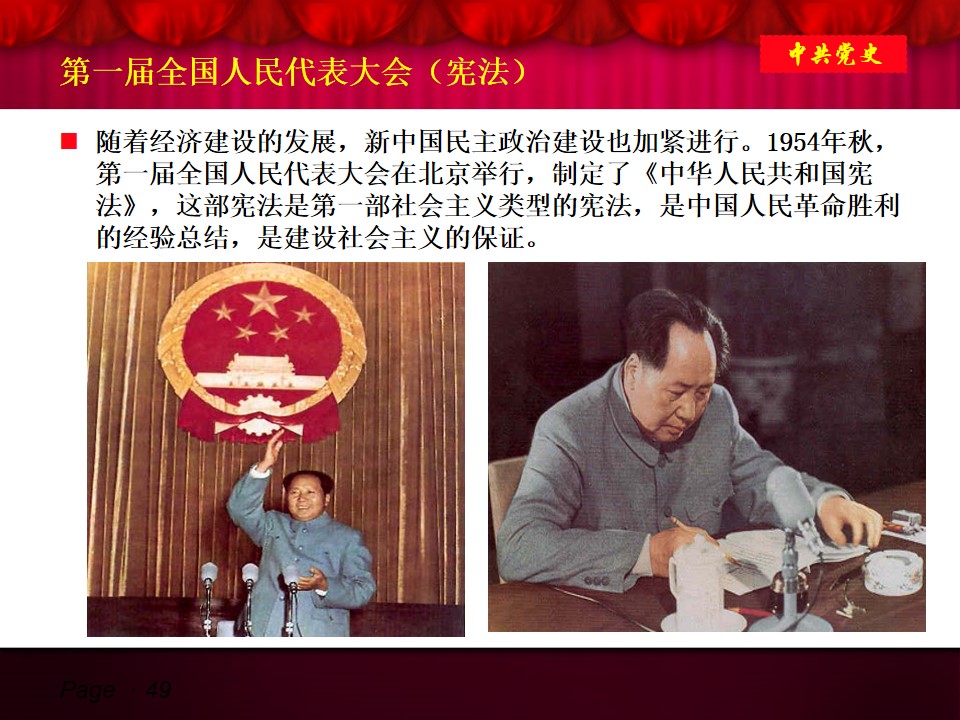 中共党史
第一届全国人民代表大会（宪法）
随着经济建设的发展，新中国民主政治建设也加紧进行。1954年秋，
第一届全国人民代表大会在北京举行，制定了《中华人民共和国宪
法》，这部宪法是第一部社会主义类型的宪法，是中国人民革命胜利
的经验总结，是建设社会主义的保证。
Page 49